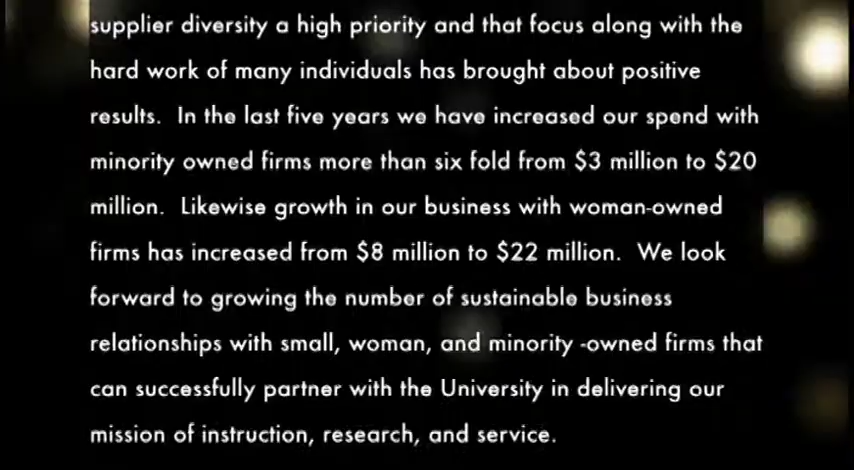 supplier diversity a high priority and that focus along with the
hard work of many individuals has brought about positive
results.  In the last five years we have increased our spend with
minority owned firms more than six fold from $3 million to $20
million.  Likewise growth in our business with woman-owned
firms has increased from $8 million to $22 million.  We look
forward to growing the number of sustainable business
relationships with small, woman, and minority -owned firms that
can successfully partner with the University in delivering our
mission of instruction, research, and service.